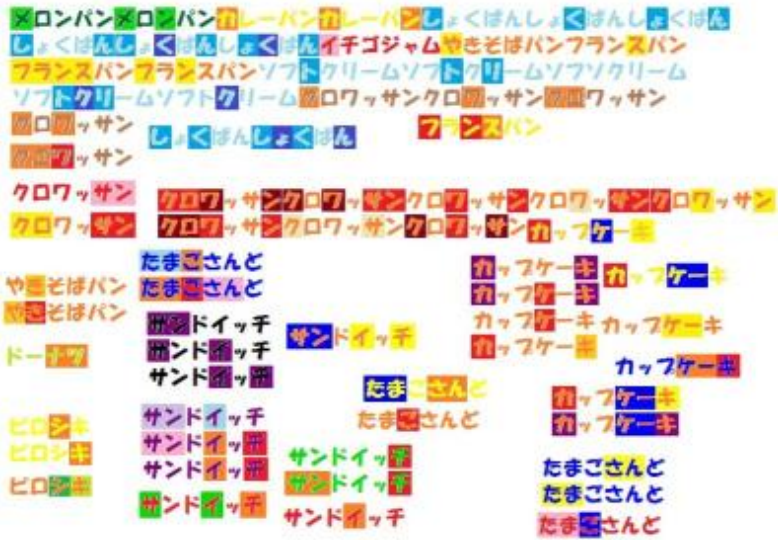 メロンパンメロンパンカレーパンカレーパンしょくぱんしょくぱんしょくぱん
しょくぱんしょくぱんしょくぱんイチゴジャムやきそばパンフランスパン
フランスパンフランスパンソフトクリームソフトクリームソフソクリーム
ソフトクリームソフトクリームクロワッサンクロワッサンクロワッサン
クロワッサン
しょくぱんしょくぱん
フランスパン
クロワッサン
クロワッサン
クロワッサンクロワッサンクロワッサンクロワッサンクロワッサン
クロワッサン
クロワッサンクロワッサンクロワッサン
カップケーキ
たまごさんど
たまごさんど
カップケーキ
カップケーキ
カップケーキ
カップケーキ
カップケーキ
カップケーキ
やきそばパン
やきそばパン
サンドイッチ
サンドイッチ
サンドイッチ
サンドイッチ
ドーナツ
カップケーキ
たまごさんど
たまごさんど
カップケーキ
カップケーキ
ピロシキ
ピロシキ
ピロシキ
サンドイッチ
サンドイッチ
サンドイッチ
サンドイッチ
サンドイッチ
サンドイッチ
サンドイッチ
たまごさんど
たまごさんど
たまごさんど